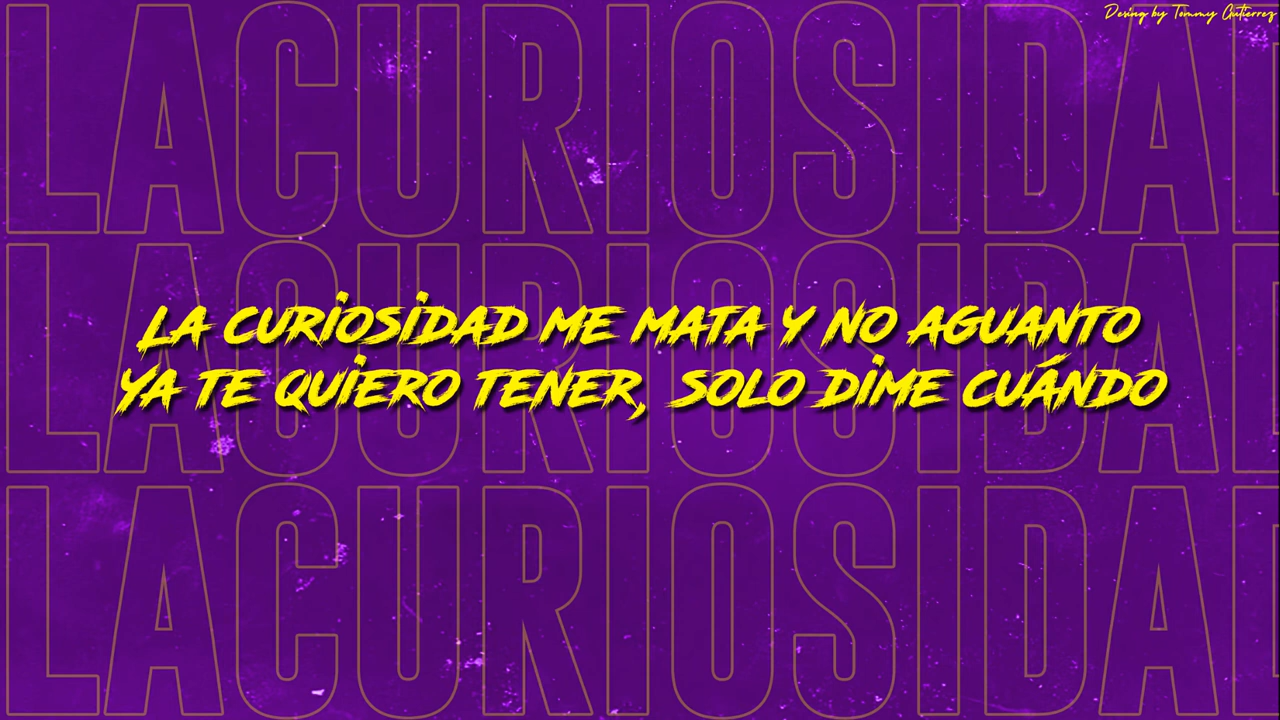 Desing by Tommy Gutierrez
LACURIOSIDAD
LACURIOSIDAD
LA CURIOSIDAD ME MATA Y NO AGUANTO
YA TE QUIERO TENER, SOLO DIME CUÁNDO
LACURIOSIDAD